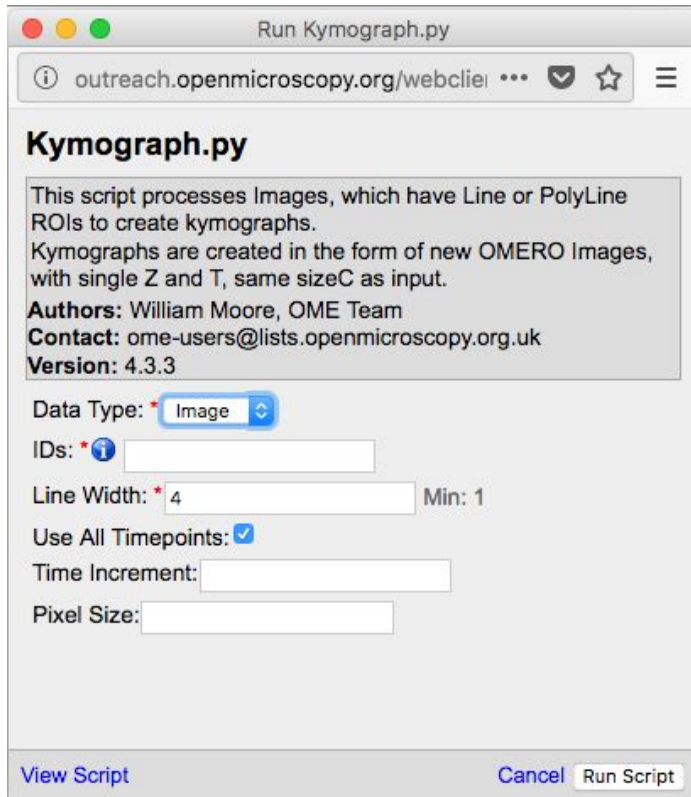 Run Kymograph.py
outreach.openmicroscopy.org/webclie
Kymograph.py
This script processes Images, which have Line or PolyLine
ROIs to create kymographs.
Kymographs are created in the form of new OMERO Images,
with single Z and T, same sizeC as input.
Authors: William Moore, OME Team
Contact: ome-users@lists.openmicroscopy.org.uk
Version: 4.3.3
Data Type: * Image
IDs: *
Line Width: * 4 Min: 1
Use All Timepoints:
Time Increment:
Pixel Size:
View Script Cancel Run Script